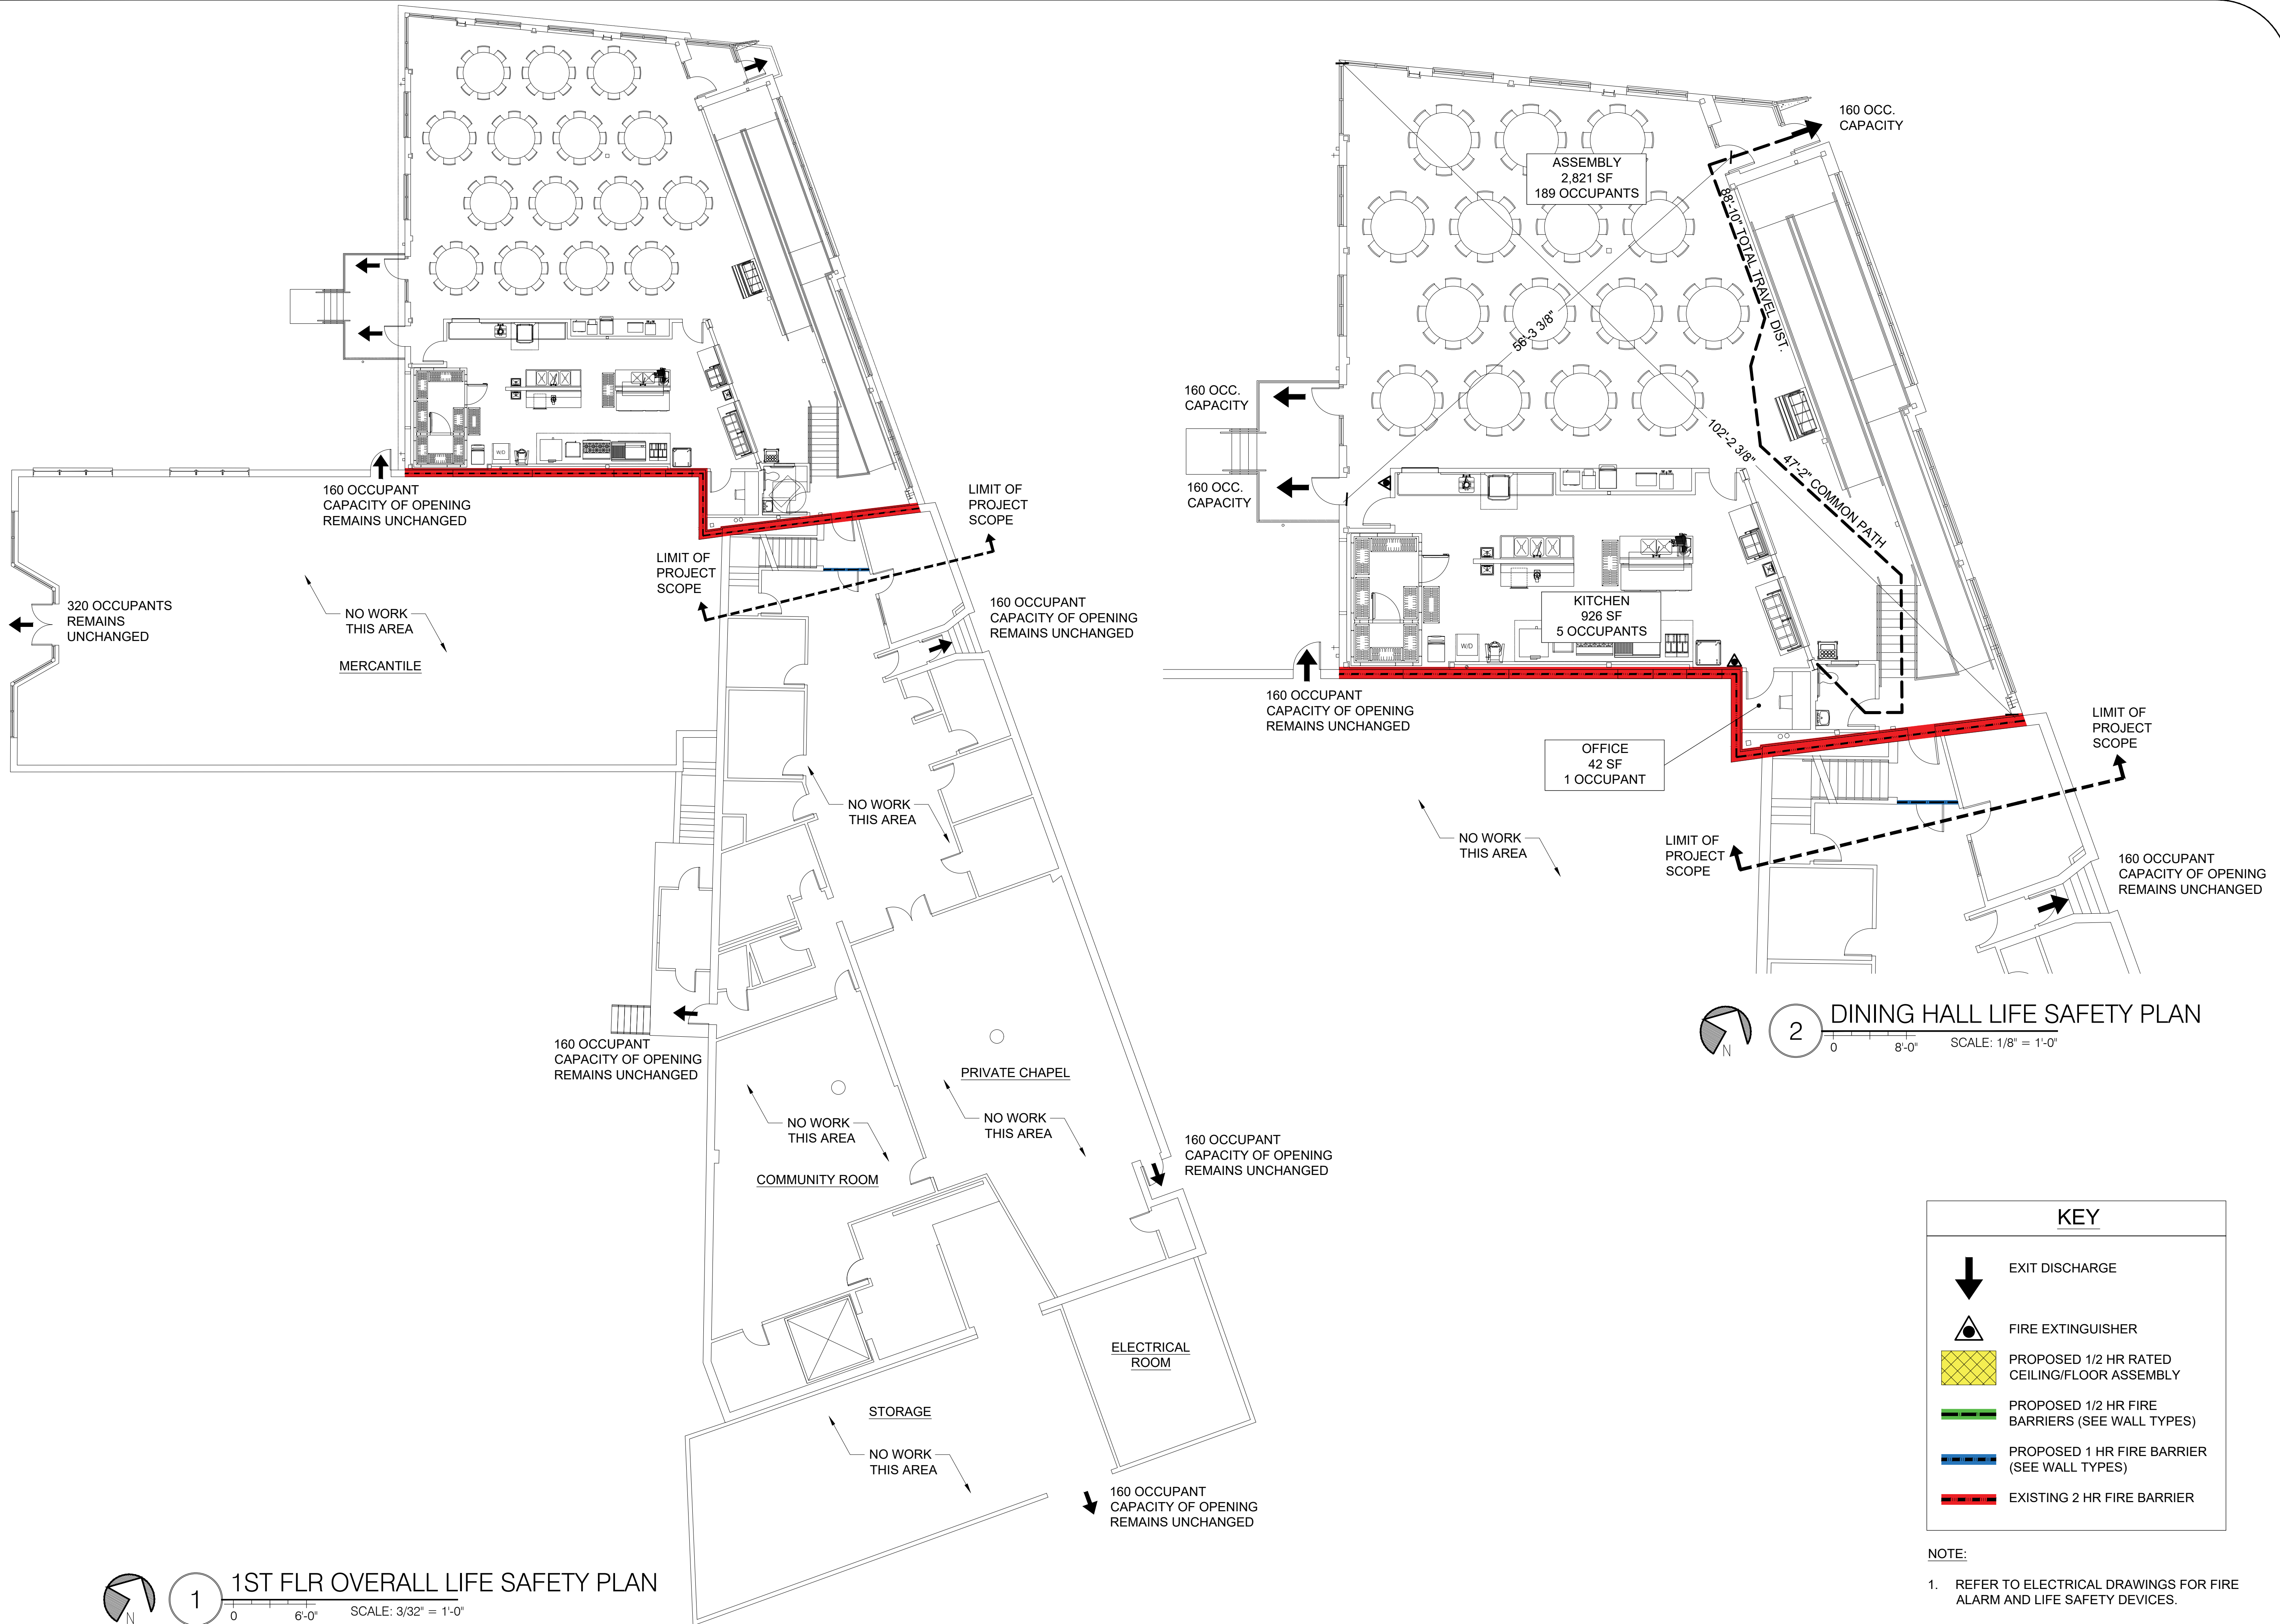 160 OCCUPANT
CAPACITY OF OPENING
REMAINS UNCHANGED
LIMIT OF
PROJECT
SCOPE
LIMIT OF
PROJECT
SCOPE
W/D
320 OCCUPANTS
REMAINS
UNCHANGED
NO WORK
THIS AREA
MERCANTILE
160 OCCUPANT
CAPACITY OF OPENING
REMAINS UNCHANGED
NO WORK
THIS AREA
160 OCCUPANT
CAPACITY OF OPENING
REMAINS UNCHANGED
PRIVATE CHAPEL
NO WORK
THIS AREA
NO WORK
THIS AREA
COMMUNITY ROOM
160 OCCUPANT
CAPACITY OF OPENING
REMAINS UNCHANGED
ELECTRICAL
ROOM
STORAGE
NO WORK
THIS AREA
160 OCCUPANT
CAPACITY OF OPENING
REMAINS UNCHANGED
N
1
1ST FLR OVERALL LIFE SAFETY PLAN
0 6'-0" SCALE: 3/32" = 1'-0"
160 OCC.
CAPACITY
ASSEMBLY
2,821 SF
189 OCCUPANTS
88'-10" TOTAL TRAVEL DIST.
56'-3 3/8"
102'-2 3/8"
47'-2" COMMON PATH
160 OCC.
CAPACITY
160 OCC.
CAPACITY
KITCHEN
926 SF
5 OCCUPANTS
W/D
160 OCCUPANT
CAPACITY OF OPENING
REMAINS UNCHANGED
OFFICE
42 SF
1 OCCUPANT
LIMIT OF
PROJECT
SCOPE
NO WORK
THIS AREA
LIMIT OF
PROJECT
SCOPE
160 OCCUPANT
CAPACITY OF OPENING
REMAINS UNCHANGED
N
2
DINING HALL LIFE SAFETY PLAN
0 8'-0" SCALE: 1/8" = 1'-0"
KEY
EXIT DISCHARGE
FIRE EXTINGUISHER
PROPOSED 1/2 HR RATED
CEILING/FLOOR ASSEMBLY
PROPOSED 1/2 HR FIRE
BARRIERS (SEE WALL TYPES)
PROPOSED 1 HR FIRE BARRIER
(SEE WALL TYPES)
EXISTING 2 HR FIRE BARRIER
NOTE:
1. REFER TO ELECTRICAL DRAWINGS FOR FIRE
ALARM AND LIFE SAFETY DEVICES.